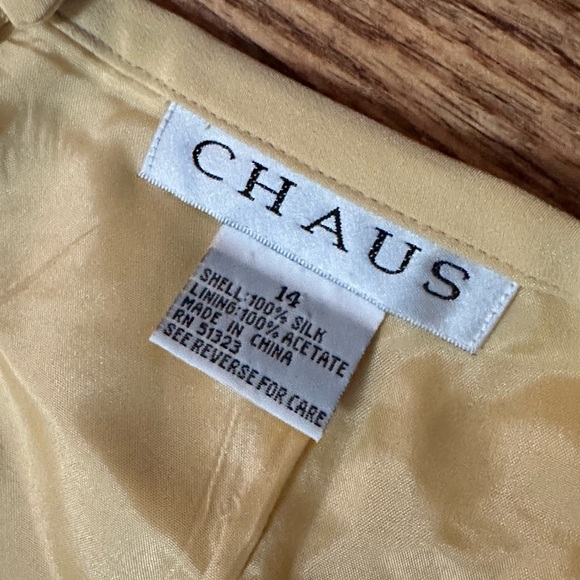 CHAUS
14
SHELL:100% SILK
LINING:100% ACETATE
MADE IN CHINA
RN 51323
SEE REVERSE FOR CARE